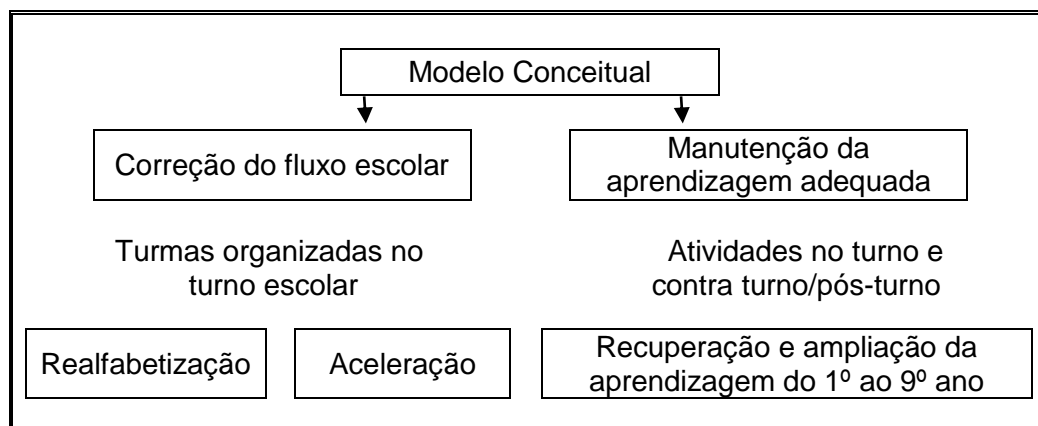 Modelo Conceitual
Correção do fluxo escolar
Manutenção da
aprendizagem adequada
Turmas organizadas no
turno escolar
Atividades no turno e
contra turno/pós-turno
Realfabetização
Aceleração
Recuperação e ampliação da
aprendizagem do 1º ao 9º ano